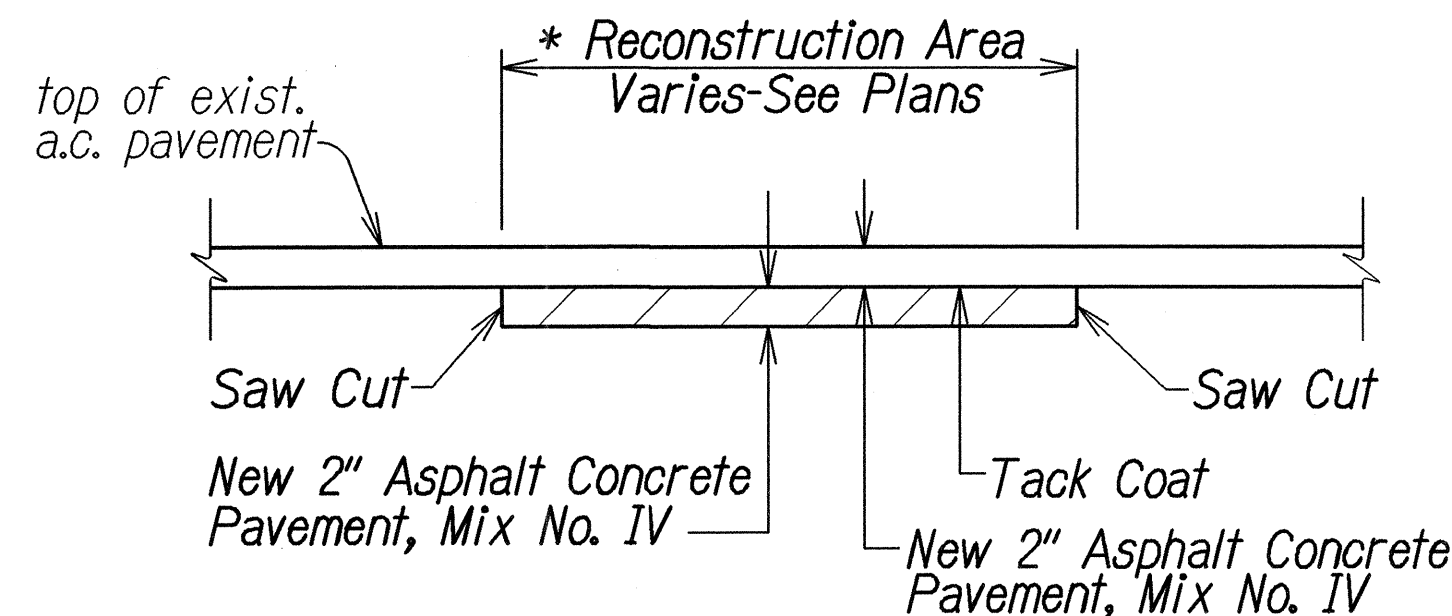 * Reconstruction Area
Varies-See Plans
top of exist.
a.c. pavement
Saw Cut
Saw Cut
New 2" Asphalt Concrete
Pavement, Mix No. IV
Tack Coat
New 2" Asphalt Concrete
Pavement, Mix No. IV